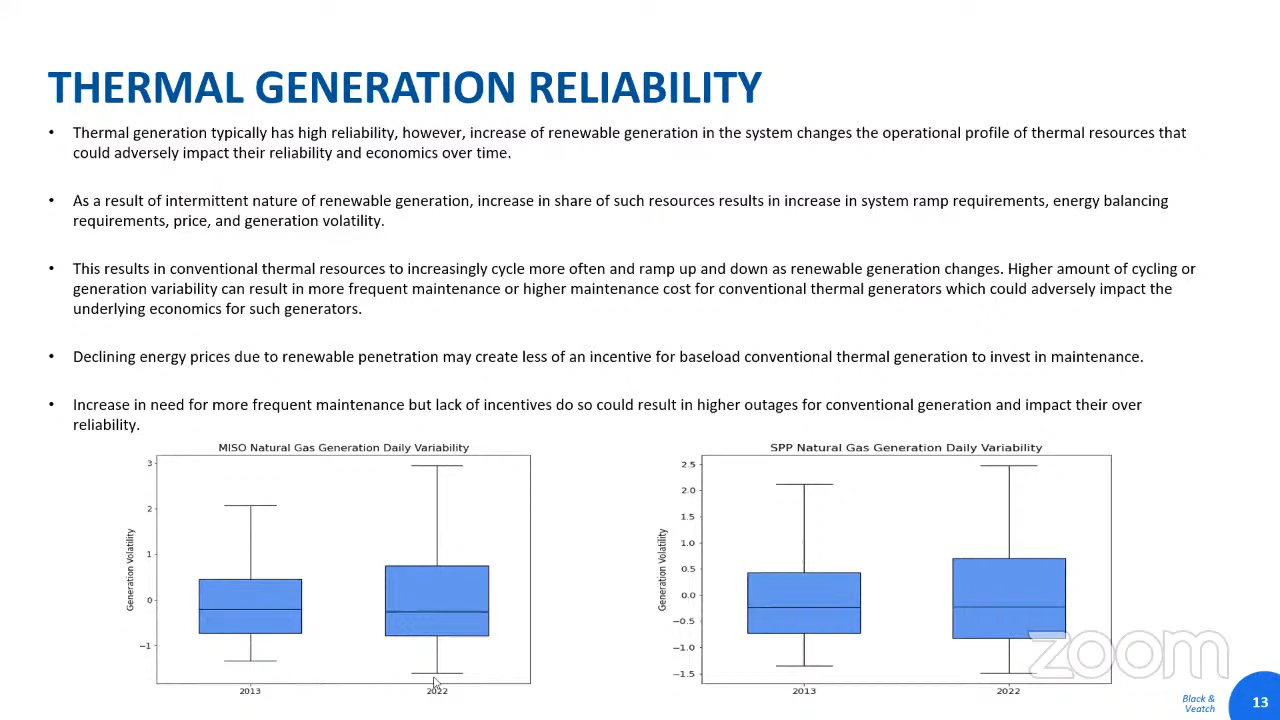 THERMAL GENERATION RELIABILITY
• Thermal generation typically has high reliability, however, increase of renewable generation in the system changes the operational profile of thermal resources that
could adversely impact their reliability and economics over time.
• As a result of intermittent nature of renewable generation, increase in share of such resources results in increase in system ramp requirements, energy balancing
requirements, price, and generation volatility.
• This results in conventional thermal resources to increasingly cycle more often and ramp up and down as renewable generation changes. Higher amount of cycling or
generation variability can result in more frequent maintenance or higher maintenance cost for conventional thermal generators which could adversely impact the
underlying economics for such generators.
• Declining energy prices due to renewable penetration may create less of an incentive for baseload conventional thermal generation to invest in maintenance.
• Increase in need for more frequent maintenance but lack of incentives do so could result in higher outages for conventional generation and impact their over
reliability.
MISO Natural Gas Generation Daily Variability
3
2
1
0
−1
Generation Volatility
2013
2022
SPP Natural Gas Generation Daily Variability
2.5
2.0
1.5
1.0
0.5
0.0
−0.5
−1.0
−1.5
Generation Volatility
2013
2022
zoom
Black &
Veatch
13